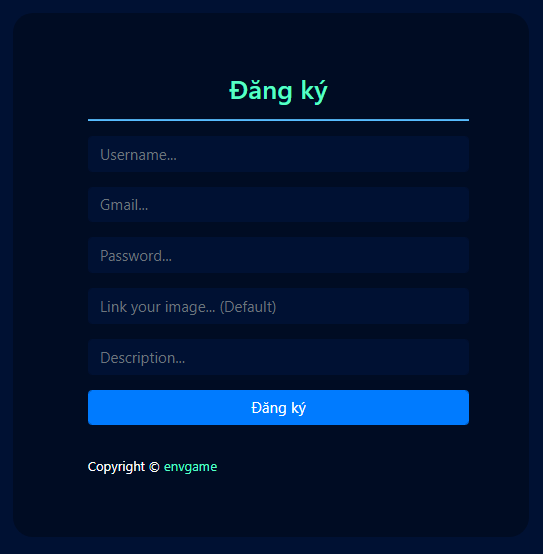 Đăng ký
Username...
Gmail...
Password...
Link your image... (Default)
Description...
Đăng ký
Copyright © envgame